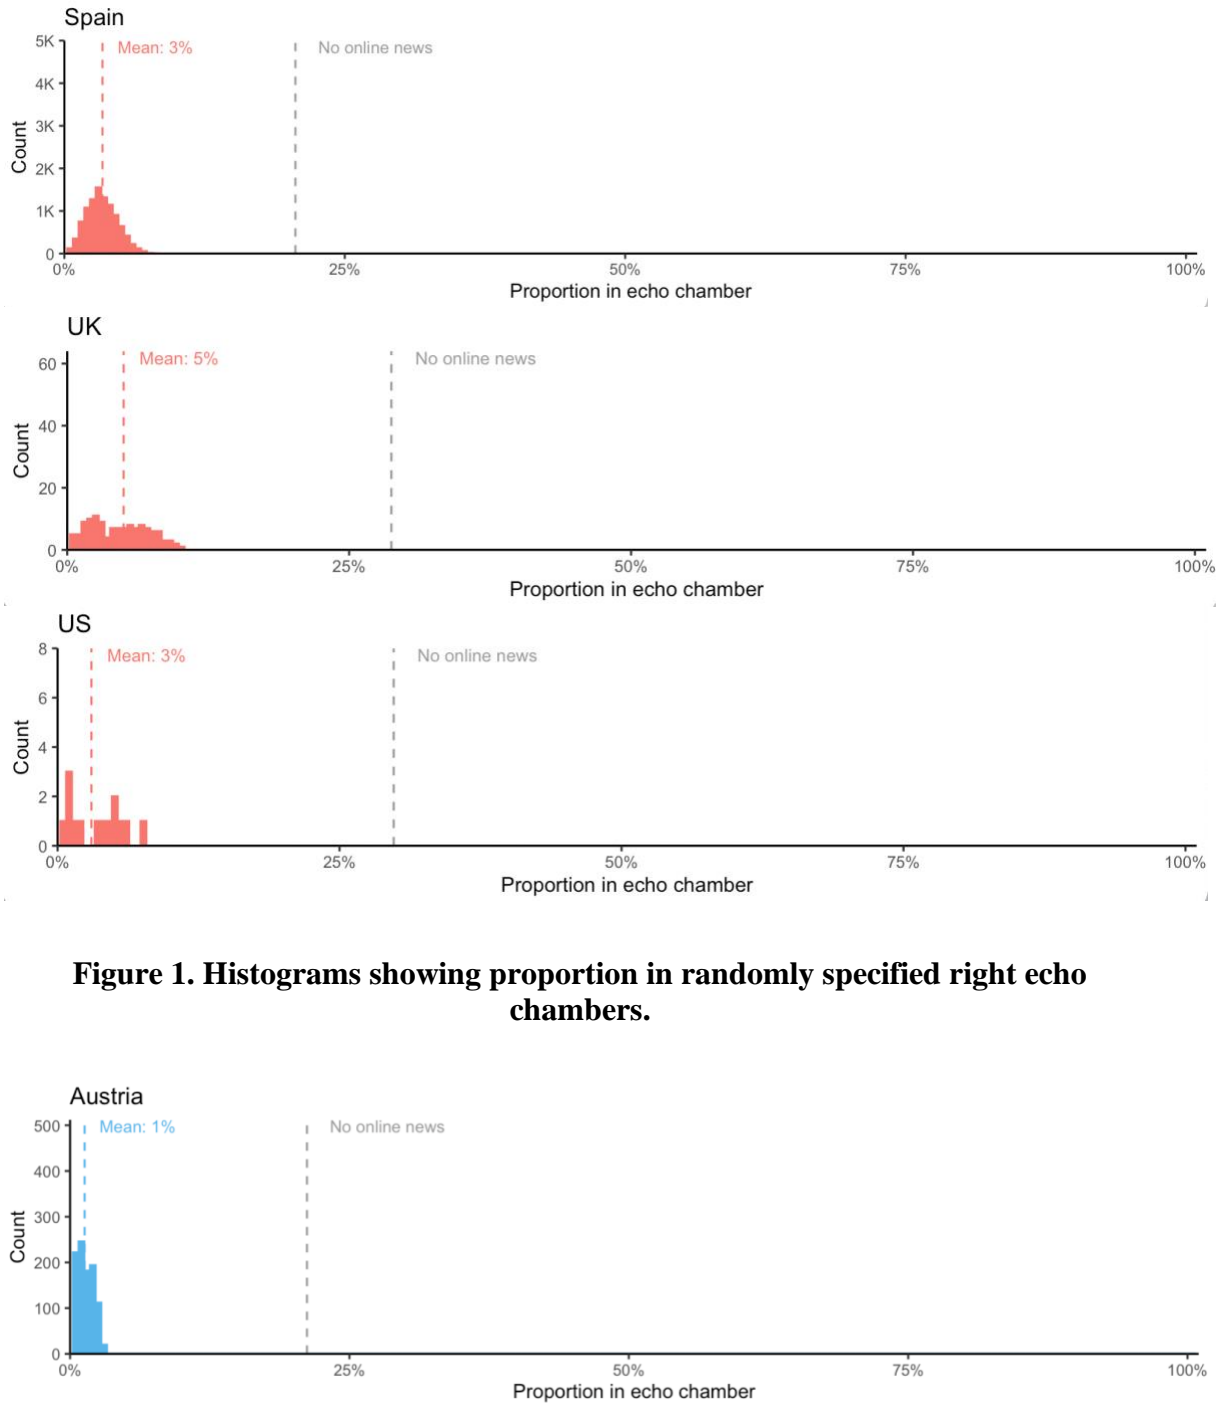 Spain
5K
Mean: 3%
No online news
4K
3K
2K
1K
0
Count
0%
25%
50%
75%
100%
Proportion in echo chamber
UK
60
Mean: 5%
No online news
40
20
0
Count
0%
25%
50%
75%
100%
Proportion in echo chamber
US
8
Mean: 3%
No online news
6
4
2
0
Count
0%
25%
50%
75%
100%
Proportion in echo chamber
Figure 1. Histograms showing proportion in randomly specified right echo
chambers.
Austria
500
Mean: 1%
No online news
400
300
200
100
0
Count
0%
25%
50%
75%
100%
Proportion in echo chamber